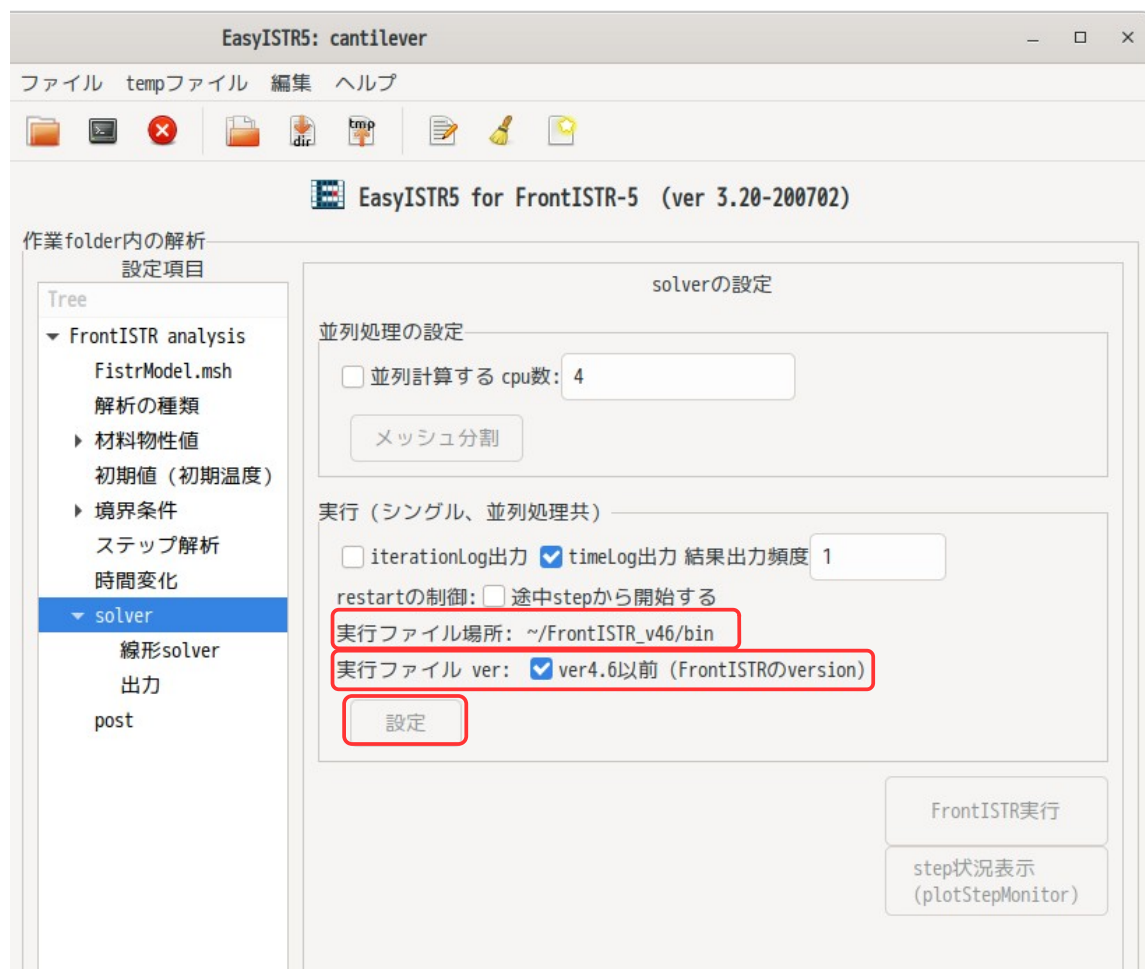 EasyISTR5: cantilever
ファイル tempファイル 編集 ヘルプ
dir tmp
EasyISTR5 for FrontISTR-5 (ver 3.20-200702)
作業folder内の解析
設定項目
Tree
FrontISTR analysis
FistrModel.msh
解析の種類
材料物性値
初期値（初期温度）
境界条件
ステップ解析
時間変化
solver
線形solver
出力
post
solverの設定
並列処理の設定
並列計算する cpu数: 4
メッシュ分割
実行（シングル、並列処理共）
iterationLog出力 timeLog出力 結果出力頻度 1
restartの制御: 途中stepから開始する
実行ファイル場所: ~/FrontISTR_v46/bin
実行ファイル ver: ver4.6以前（FrontISTRのversion）
設定
FrontISTR実行
step状況表示
(plotStepMonitor)